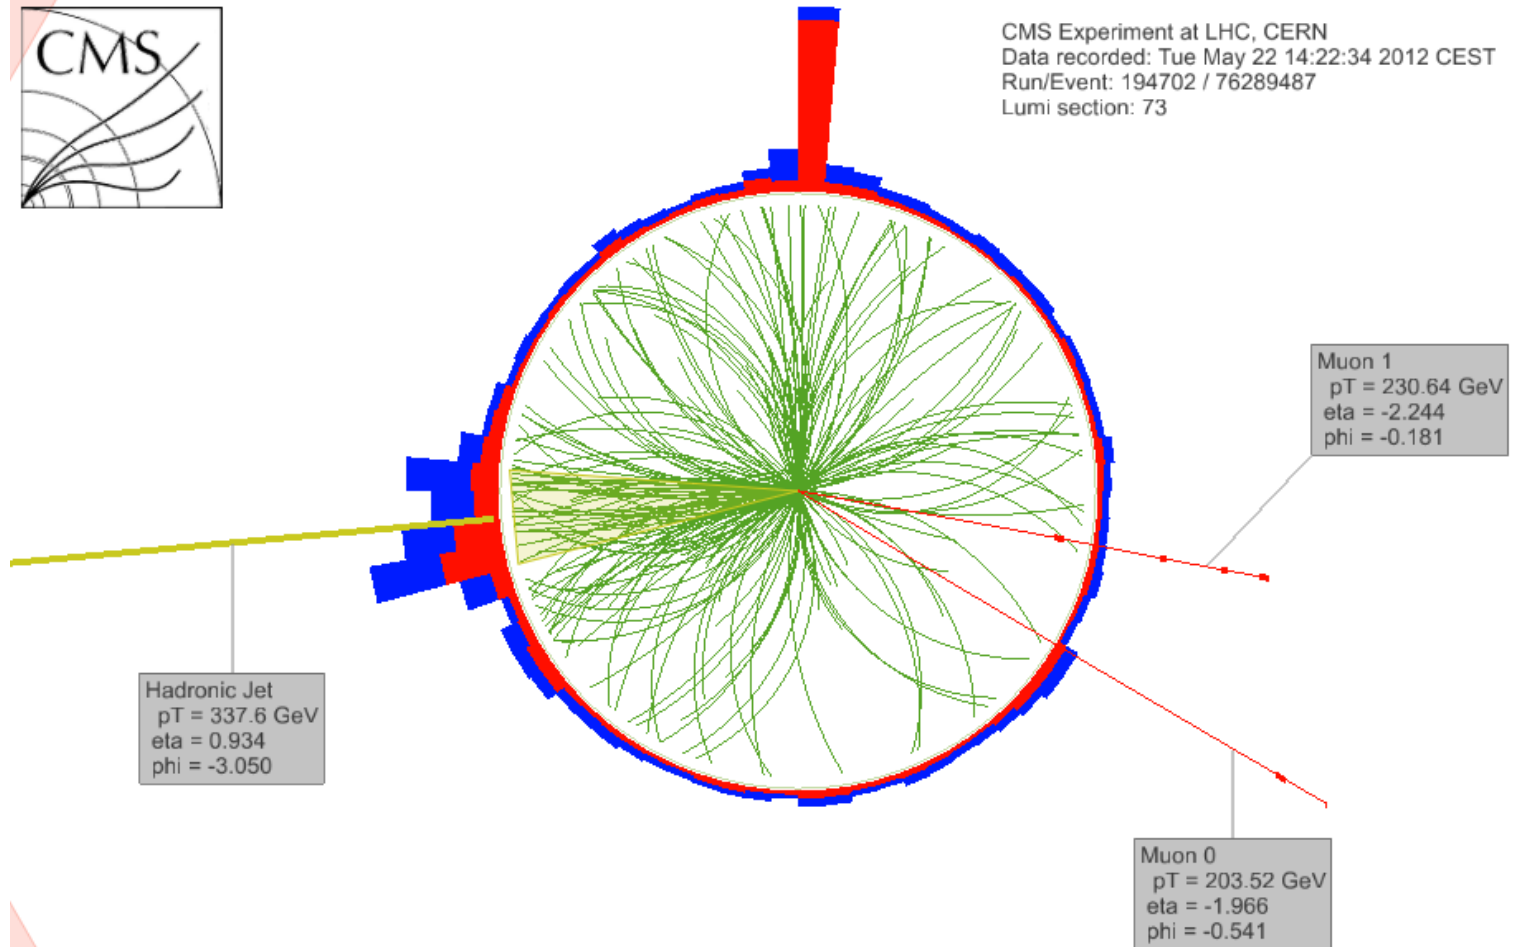 CMS
CMS Experiment at LHC, CERN
Data recorded: Tue May 22 14:22:34 2012 CEST
Run/Event: 194702 / 76289487
Lumi section: 73
Muon 1
pT = 230.64 GeV
eta = -2.244
phi = -0.181
Hadronic Jet
pT = 337.6 GeV
eta = 0.934
phi = -3.050
Muon 0
pT = 203.52 GeV
eta = -1.966
phi = -0.541